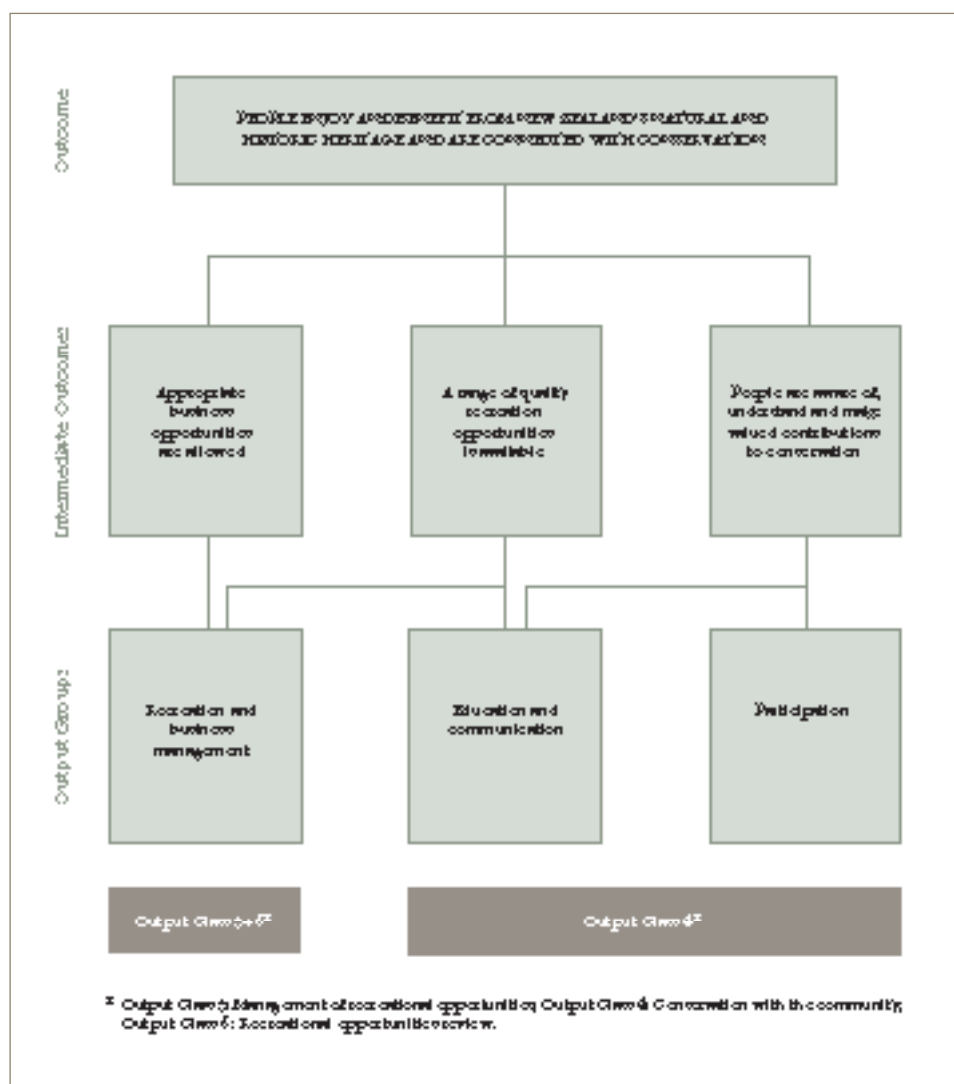 Outcome
PEOPLE ENJOY AND BENEFIT FROM NEW ZEALAND'S NATURAL AND
HISTORIC HERITAGE AND ARE CONNECTED WITH CONSERVATION
Intermediate Outcomes
Appropriate
business
opportunities
are allowed
A range of quality
recreation
opportunities
is available
People are aware of,
understand and make
valued contributions
to conservation
Output Groups
Recreation and
business
management
Education and
communication
Participation
Output Class 5+6
Output Class 4
Output Class 5: Management of recreational opportunities; Output Class 4: Conservation with the community;
Output Class 6: Recreational opportunities review.